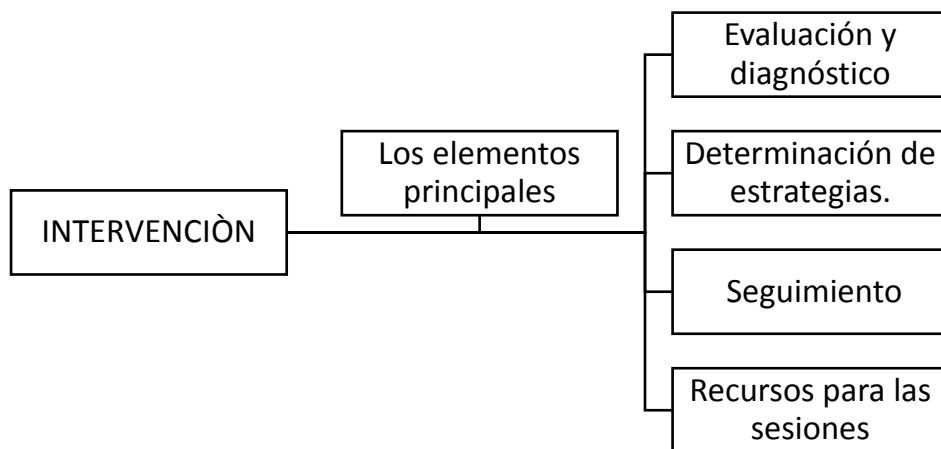 INTERVENCIÒN
Los elementos
principales
Evaluación y
diagnóstico
Determinación de
estrategias.
Seguimiento
Recursos para las
sesiones